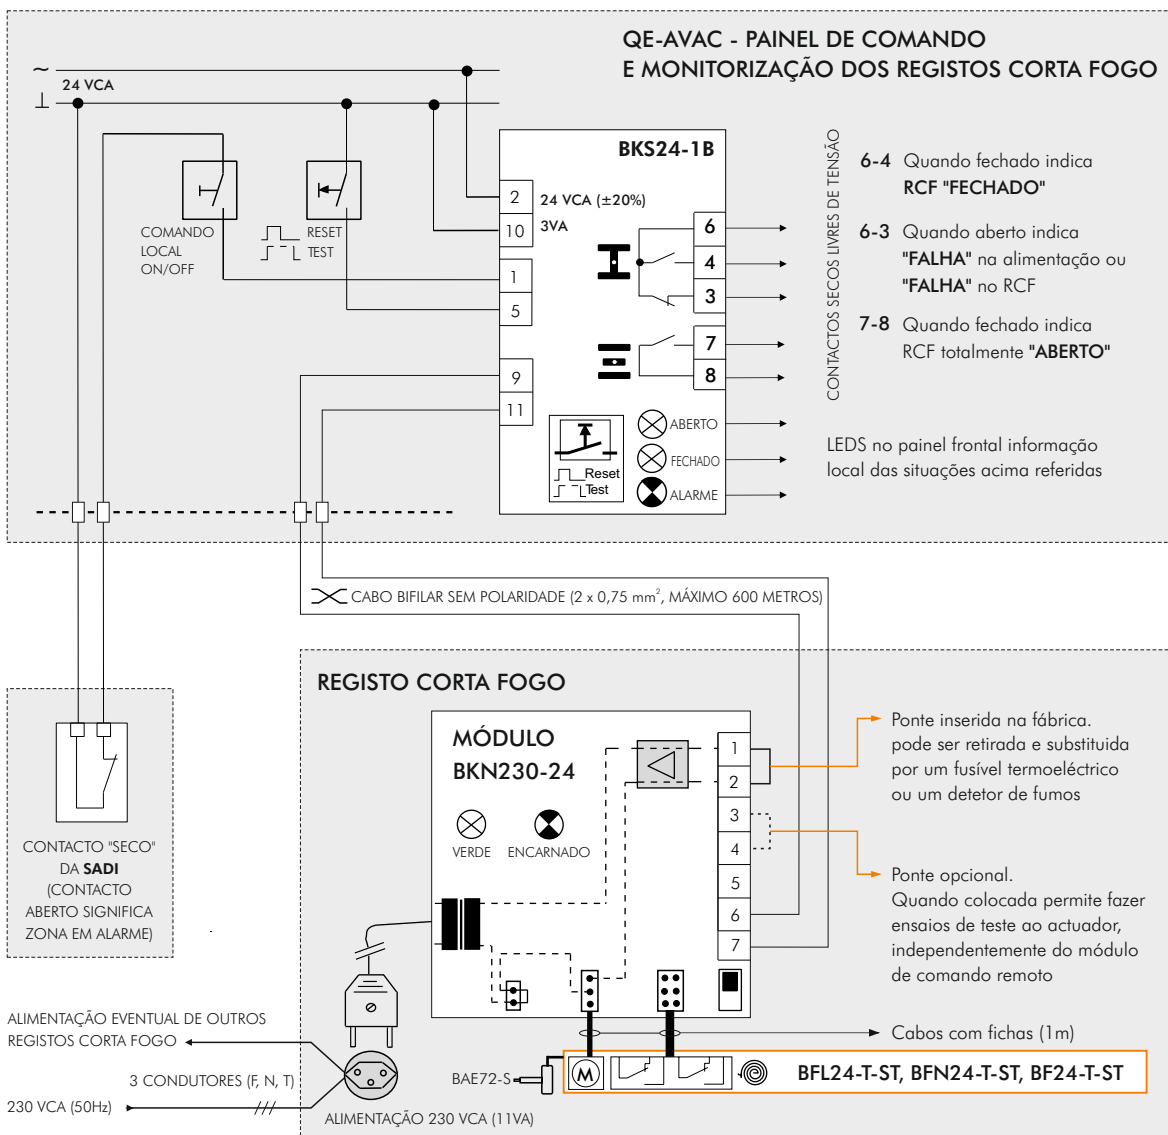 QE-AVAC - PAINEL DE COMANDO
E MONITORIZAÇÃO DOS REGISTOS CORTA FOGO
~
24 VCA
⊥
BKS24-1B
2
24 VCA (±20%)
10
3VA
1
5
9
11
6
4
3
7
8
COMANDO
LOCAL
ON/OFF
RESET
TEST
Reset
Test
ABERTO
FECHADO
ALARME
CONTACTOS SECOS LIVRES DE TENSÃO
6-4 Quando fechado indica
RCF "FECHADO"
6-3 Quando aberto indica
"FALHA" na alimentação ou
"FALHA" no RCF
7-8 Quando fechado indica
RCF totalmente "ABERTO"
LEDS no painel frontal informação
local das situações acima referidas
CABO BIFILAR SEM POLARIDADE (2 x 0,75 mm², MÁXIMO 600 METROS)
CONTACTO "SECO"
DA SADI
(CONTACTO
ABERTO SIGNIFICA
ZONA EM ALARME)
REGISTO CORTA FOGO
MÓDULO
BKN230-24
VERDE
ENCARNADO
1
2
3
4
5
6
7
Ponte inserida na fábrica.
pode ser retirada e substituida
por um fusível termoeléctrico
ou um detetor de fumos
Ponte opcional.
Quando colocada permite fazer
ensaios de teste ao actuador,
independentemente do módulo
de comando remoto
Cabos com fichas (1m)
BAE72-S
M
BFL24-T-ST, BFN24-T-ST, BF24-T-ST
ALIMENTAÇÃO EVENTUAL DE OUTROS
REGISTOS CORTA FOGO
3 CONDUTORES (F, N, T)
230 VCA (50Hz)
ALIMENTAÇÃO 230 VCA (11VA)